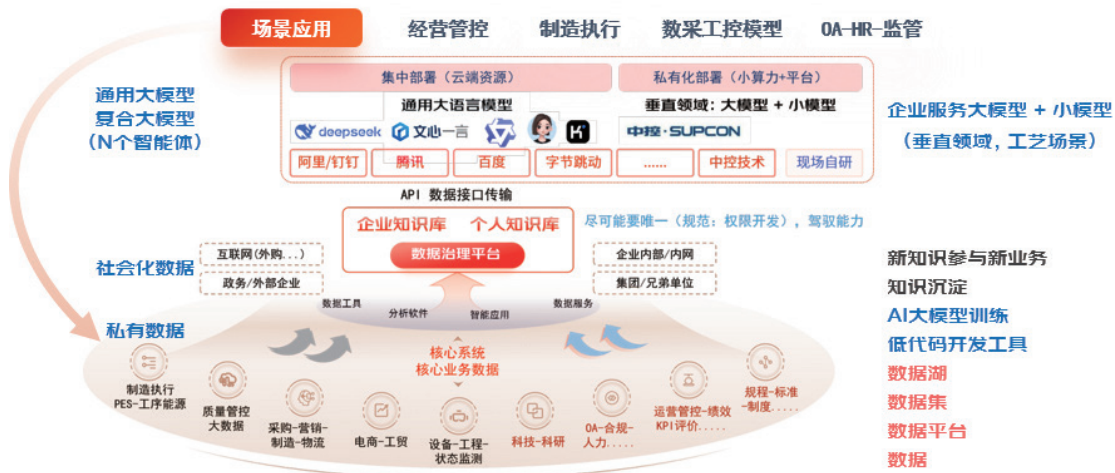 场景应用 经营管控 制造执行 数采工控模型 OA-HR-监管
集中部署（云端资源） 私有化部署（小算力+平台）
通用大模型
复合大模型
（N个智能体）
通用大语言模型 垂直领域：大模型 + 小模型
deepseek 文心一言 K 中控·SUPCON
阿里/钉钉 腾讯 百度 字节跳动 ...... 中控技术 现场自研
企业服务大模型 + 小模型
（垂直领域，工艺场景）
API 数据接口传输
企业知识库 个人知识库
数据治理平台
尽可能要唯一（规范：权限开发），驾驭能力
社会化数据
互联网(外购...)
政务/外部企业
企业内部/内网
集团/兄弟单位
数据工具 分析软件 智能应用 数据服务
私有数据
核心系统
核心业务数据
制造执行
PES-工序能源
质量管控
大数据
采购-营销-
制造-物流
电商-工贸
设备-工程-
状态监测
科技-科研
OA-合规-
人力.....
运营管控-绩效
KPI评价.....
规程-标准
-制度.....
新知识参与新业务
知识沉淀
AI大模型训练
低代码开发工具
数据湖
数据集
数据平台
数据